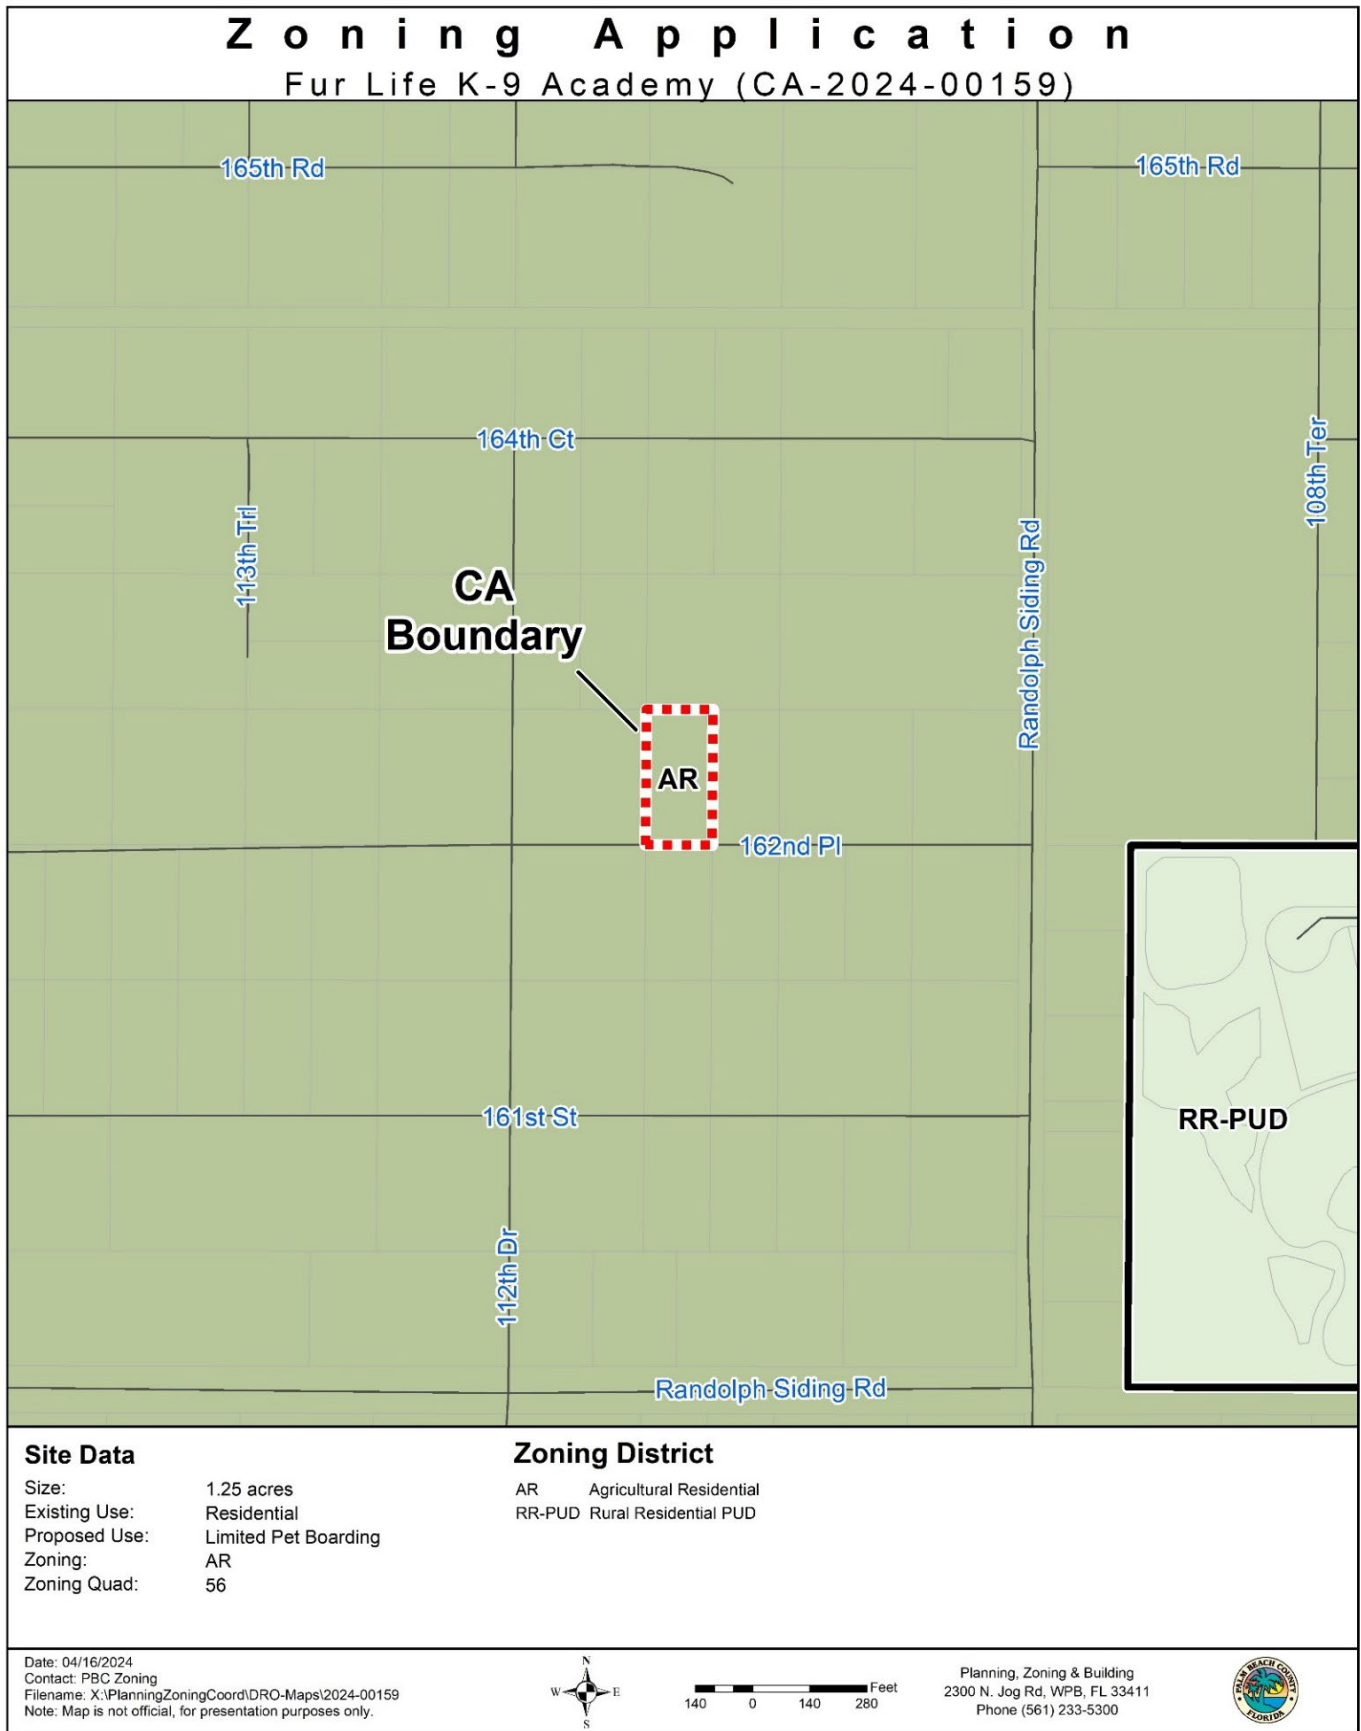 Zoning Application
Fur Life K-9 Academy (CA-2024-00159)
165th Rd
165th Rd
164th Ct
108th Ter
113th Trl
Randolph Siding Rd
CA
Boundary
AR
162nd Pl
RR-PUD
161st St
112th Dr
Randolph Siding Rd
Site Data
Size: 1.25 acres
Existing Use: Residential
Proposed Use: Limited Pet Boarding
Zoning: AR
Zoning Quad: 56
Zoning District
AR Agricultural Residential
RR-PUD Rural Residential PUD
Date: 04/16/2024
Contact: PBC Zoning
Filename: X:\PlanningZoningCoord\DRO-Maps\2024-00159
Note: Map is not official, for presentation purposes only.
N
W E
S
Feet
140 0 140 280
Planning, Zoning & Building
2300 N. Jog Rd, WPB, FL 33411
Phone (561) 233-5300
PALM BEACH COUNTY
FLORIDA